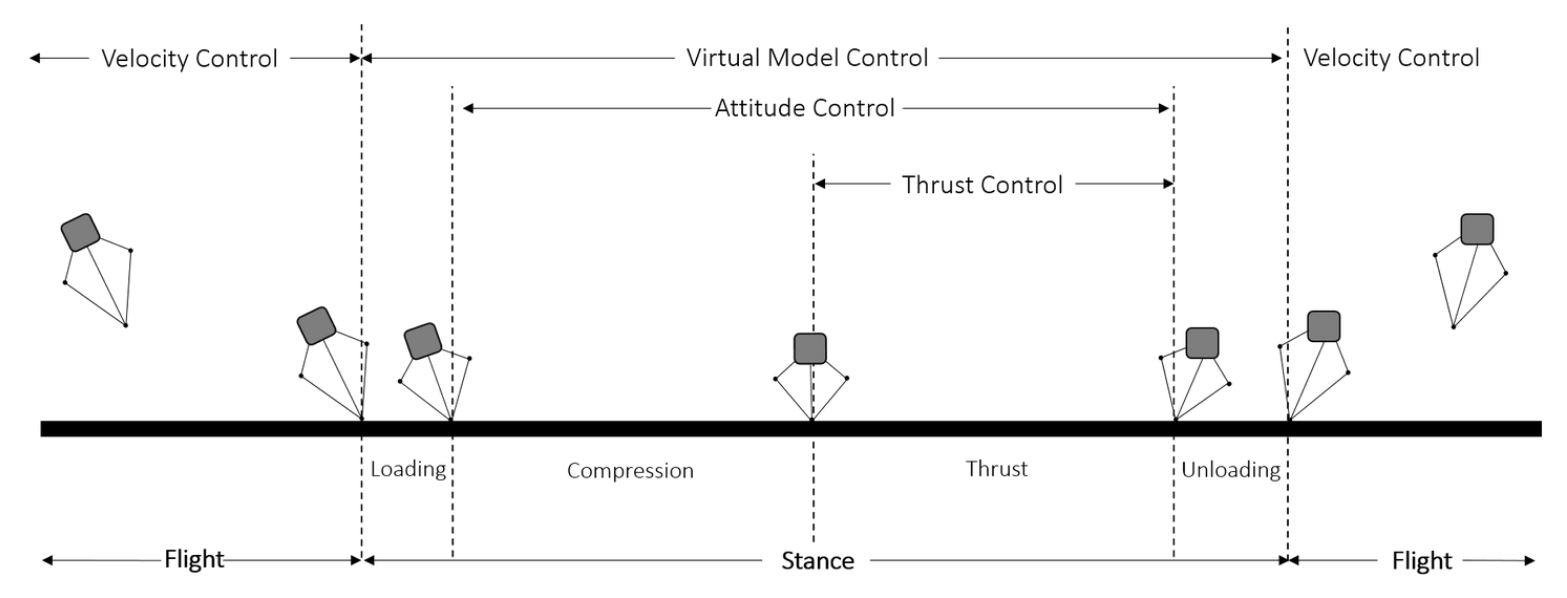 Velocity Control
Virtual Model Control
Velocity Control
Attitude Control
Thrust Control
Loading
Compression
Thrust
Unloading
Flight
Stance
Flight